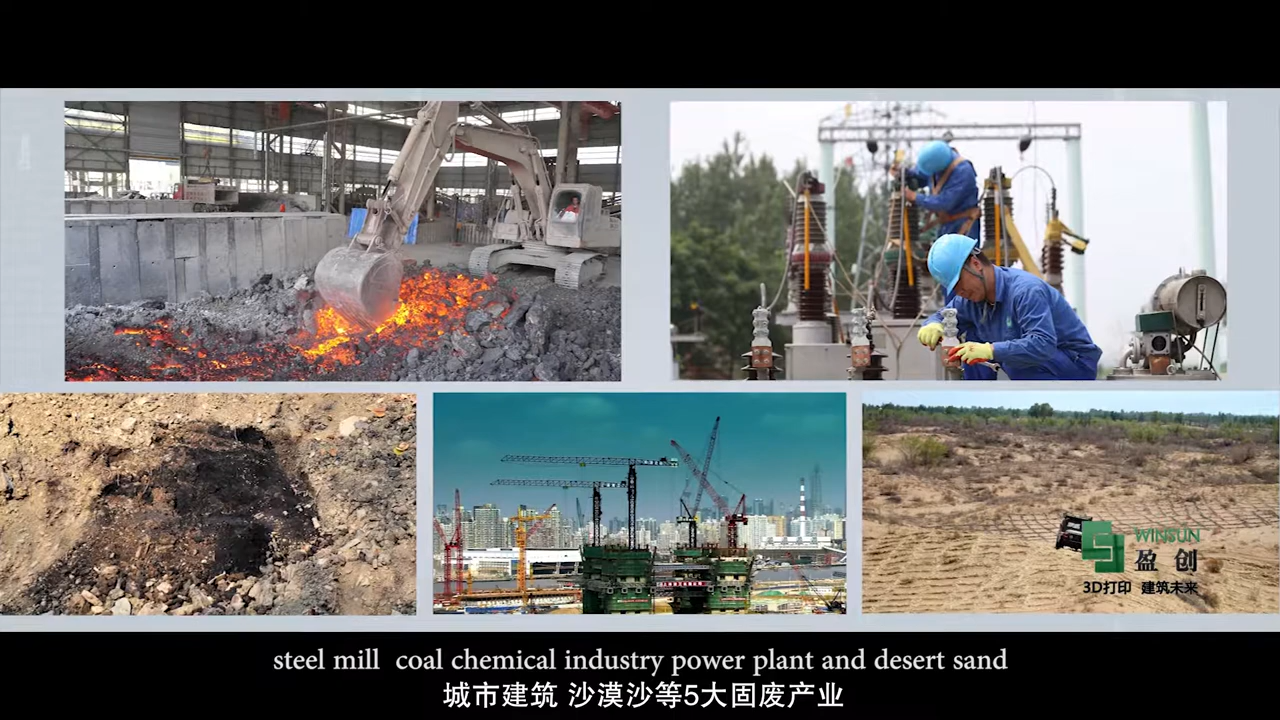 WINSUN
盈创
3D打印 建筑未来
steel mill  coal chemical industry power plant and desert sand
城市建筑 沙漠沙等5大固废产业